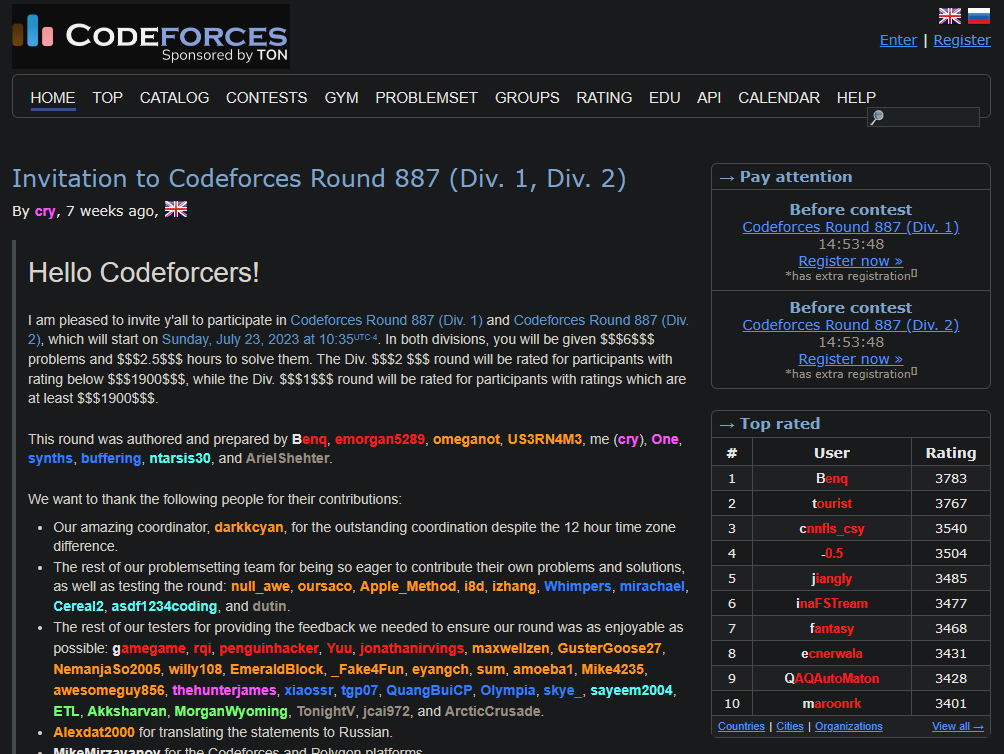 CODEFORCES
Sponsored by TON
Enter | Register
HOME TOP CATALOG CONTESTS GYM PROBLEMSET GROUPS RATING EDU API CALENDAR HELP
Invitation to Codeforces Round 887 (Div. 1, Div. 2)
By cry, 7 weeks ago,
Hello Codeforcers!
I am pleased to invite y'all to participate in Codeforces Round 887 (Div. 1) and Codeforces Round 887 (Div.
2), which will start on Sunday, July 23, 2023 at 10:35UTC-4. In both divisions, you will be given $$$6$$$
problems and $$$2.5$$$ hours to solve them. The Div. $$$2 $$$ round will be rated for participants with
rating below $$$1900$$$, while the Div. $$$1$$$ round will be rated for participants with ratings which are
at least $$$1900$$$.
This round was authored and prepared by Benq, emorgan5289, omeganot, US3RN4M3, me (cry), One,
synths, buffering, ntarsis30, and ArielShehter.
We want to thank the following people for their contributions:
• Our amazing coordinator, darkkcyan, for the outstanding coordination despite the 12 hour time zone
difference.
• The rest of our problemsetting team for being so eager to contribute their own problems and solutions,
as well as testing the round: null_awe, oursaco, Apple_Method, i8d, izhang, Whimpers, mirachael,
Cereal2, asdf1234coding, and dutin.
• The rest of our testers for providing the feedback we needed to ensure our round was as enjoyable as
possible: gamegame, rqi, penguinhacker, Yuu, jonathanirvings, maxwellzen, GusterGoose27,
NemanjaSo2005, willy108, EmeraldBlock, _Fake4Fun, eyangch, sum, amoeba1, Mike4235,
awesomeguy856, thehunterjames, xiaossr, tgp07, QuangBuiCP, Olympia, skye_, sayeem2004,
ETL, Akksharvan, MorganWyoming, TonightV, jcai972, and ArcticCrusade.
• Alexdat2000 for translating the statements to Russian.
• MikeMirzayanov for the Codeforces and Polygon platforms
→ Pay attention
Before contest
Codeforces Round 887 (Div. 1)
14:53:48
Register now »
*has extra registration
Before contest
Codeforces Round 887 (Div. 2)
14:53:48
Register now »
*has extra registration
→ Top rated
# User Rating
1 Benq 3783
2 tourist 3767
3 cnnfls_csy 3540
4 -0.5 3504
5 jiangly 3485
6 inaFSTream 3477
7 fantasy 3468
8 ecnerwala 3431
9 QAQAutoMaton 3428
10 maroonrk 3401
Countries | Cities | Organizations View all →